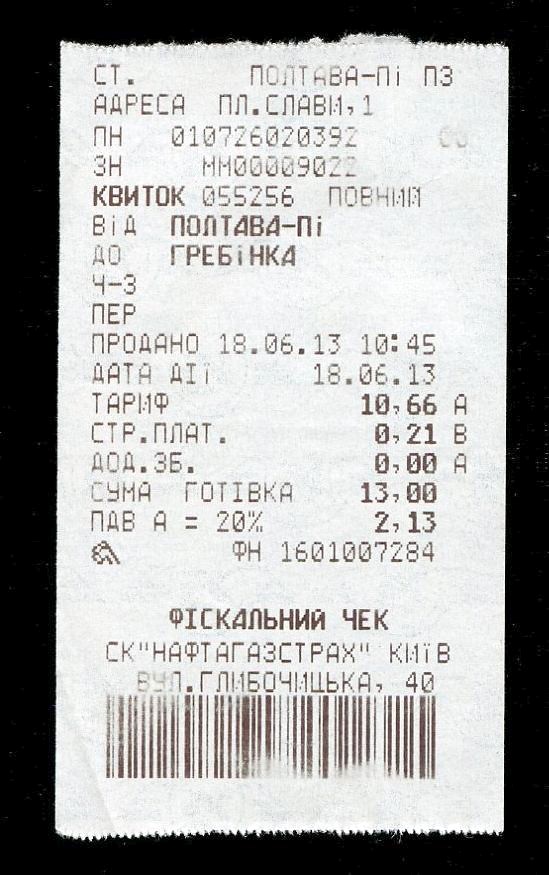 СТ. ПОЛТАВА-Пі ПЗ
АДРЕСА ПЛ.СЛАВИ,1
ПН 010726020392 00
ЗН ММ00009022
КВИТОК 055256 ПОВНИЙ
ВіД ПОЛТАВА-Пі
ДО ГРЕБіНКА
Ч-З
ПЕР
ПРОДАНО 18.06.13 10:45
ДАТА ДІЇ 18.06.13
ТАРИФ 10,66 А
СТР.ПЛАТ. 0,21 В
ДОД.ЗБ. 0,00 А
СУМА ГОТІВКА 13,00
ПДВ А = 20% 2,13
ФН 1601007284
ФІСКАЛЬНИЙ ЧЕК
СК"НАФТАГАЗСТРАХ" КИЇВ
ВУЛ.ГЛИБОЧИЦЬКА, 40